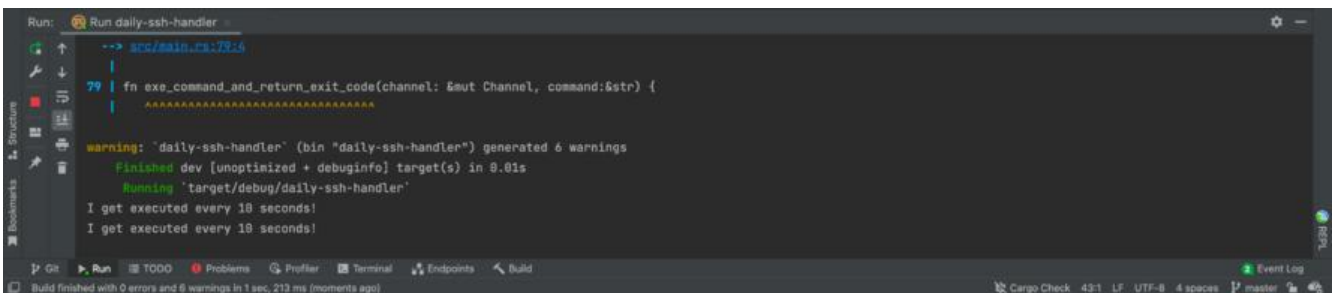 Run: Run daily-ssh-handler
--> src/main.rs:79:4
|
79 | fn exe_command_and_return_exit_code(channel: &mut Channel, command:&str) {
| ^^^^^^^^^^^^^^^^^^^^^^^^^^^^^^^^
warning: `daily-ssh-handler` (bin "daily-ssh-handler") generated 6 warnings
Finished dev [unoptimized + debuginfo] target(s) in 0.01s
Running `target/debug/daily-ssh-handler`
I get executed every 10 seconds!
I get executed every 10 seconds!
Structure
Bookmarks
REPL
Git Run TODO Problems Profiler Terminal Endpoints Build 2 Event Log
Build finished with 0 errors and 6 warnings in 1 sec, 213 ms (moments ago) Cargo Check 43:1 LF UTF-8 4 spaces master